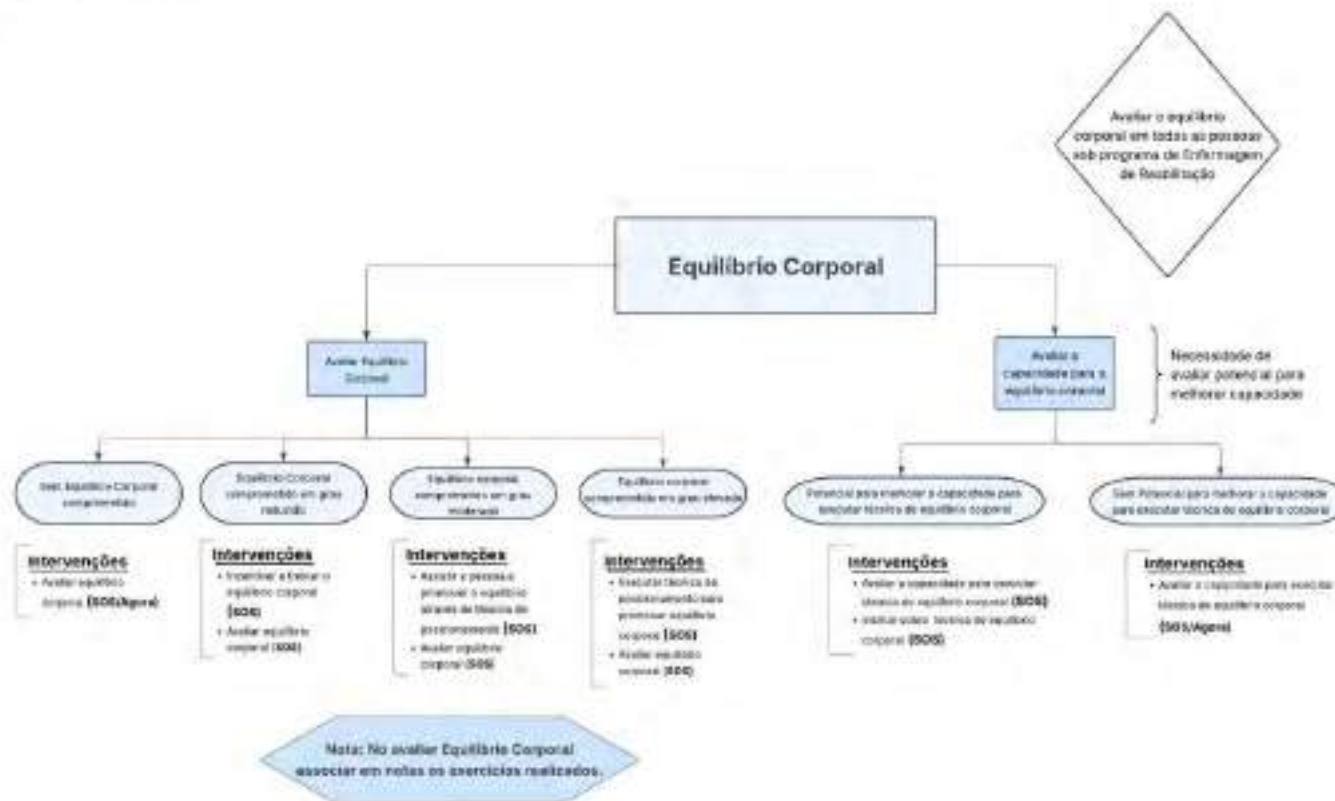 Avaliar o equilíbrio
corporal em todas as pessoas
sob programa de Enfermagem
de Reabilitação
Equilíbrio Corporal
Avaliar Equilíbrio
Corporal
Avaliar a
capacidade para o
equilíbrio corporal
Necessidade de
avaliar potencial para
melhorar capacidade
Sem Equilíbrio Corporal
comprometido
Equilíbrio Corporal
comprometido em grau
reduzido
Equilíbrio corporal
comprometido em grau
moderado
Equilíbrio corporal
comprometido em grau elevado
Potencial para melhorar a capacidade para
executar técnica de equilíbrio corporal
Sem Potencial para melhorar a capacidade
para executar técnica de equilíbrio corporal
Intervenções
• Avaliar equilíbrio
corporal (SOS/Agora)
Intervenções
• Incentivar a treinar o
equilíbrio corporal
(SOS)
• Avaliar equilíbrio
corporal (SOS)
Intervenções
• Assistir a pessoa a
promover o equilíbrio
através de técnica de
posicionamento (SOS)
• Avaliar equilíbrio
corporal (SOS)
Intervenções
• Executar técnica de
posicionamento para
promover equilíbrio
corporal (SOS)
• Avaliar equilíbrio
corporal (SOS)
Intervenções
• Avaliar a capacidade para executar
técnica de equilíbrio corporal (SOS)
• técnica de equilíbrio
corporal (SOS)
Intervenções
• Avaliar a capacidade para executar
técnica de equilíbrio corporal
(SOS/Agora)
Nota: No avaliar Equilíbrio Corporal
associar em notas os exercícios realizados.